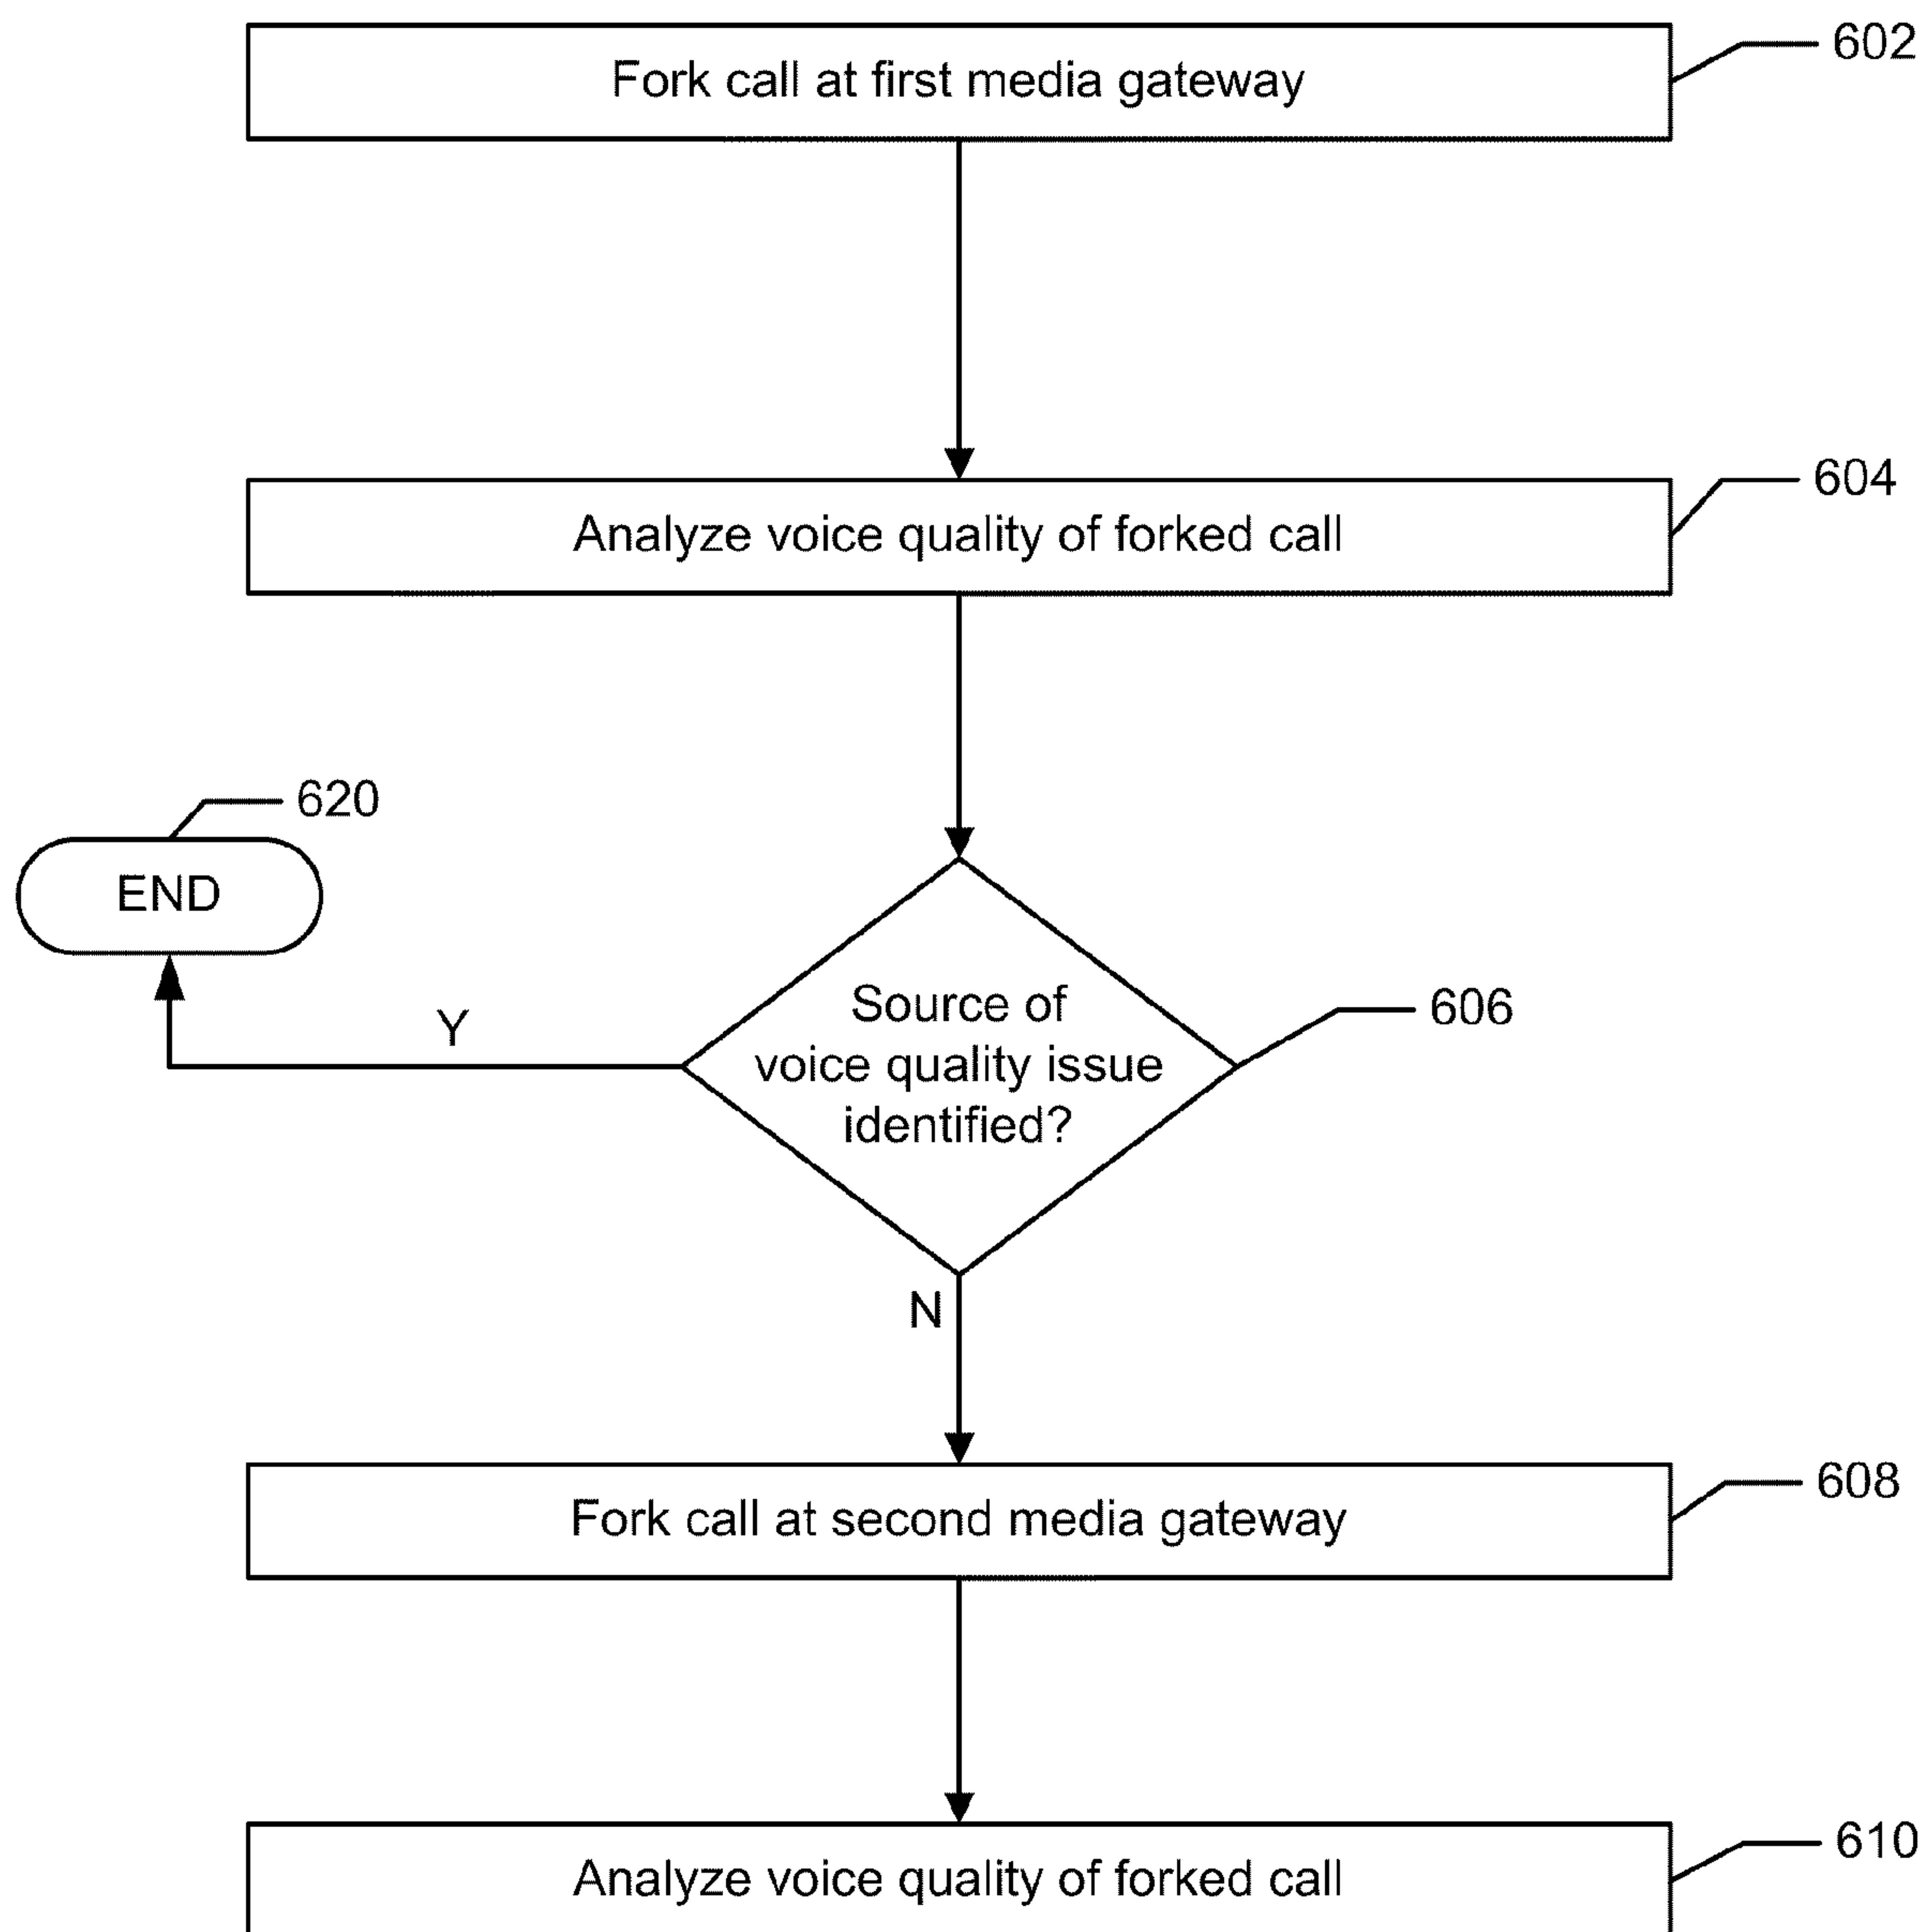 Fork call at first media gateway
602
Analyze voice quality of forked call
604
620
END
Y
Source of
voice quality issue
identified?
606
N
Fork call at second media gateway
608
Analyze voice quality of forked call
610